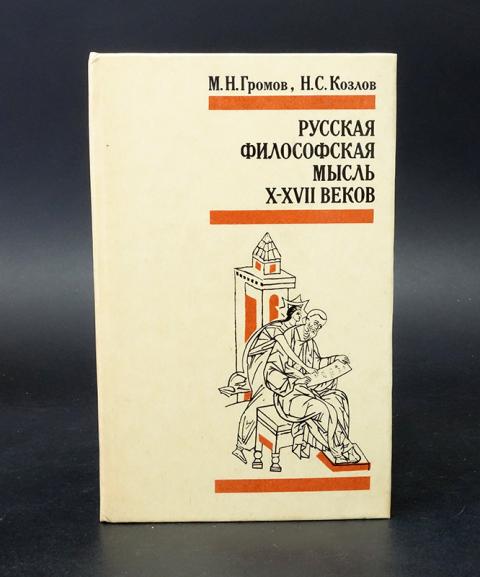 М.Н.Громов, Н.С.Козлов
РУССКАЯ
ФИЛОСОФСКАЯ
МЫСЛЬ
X-XVII ВЕКОВ